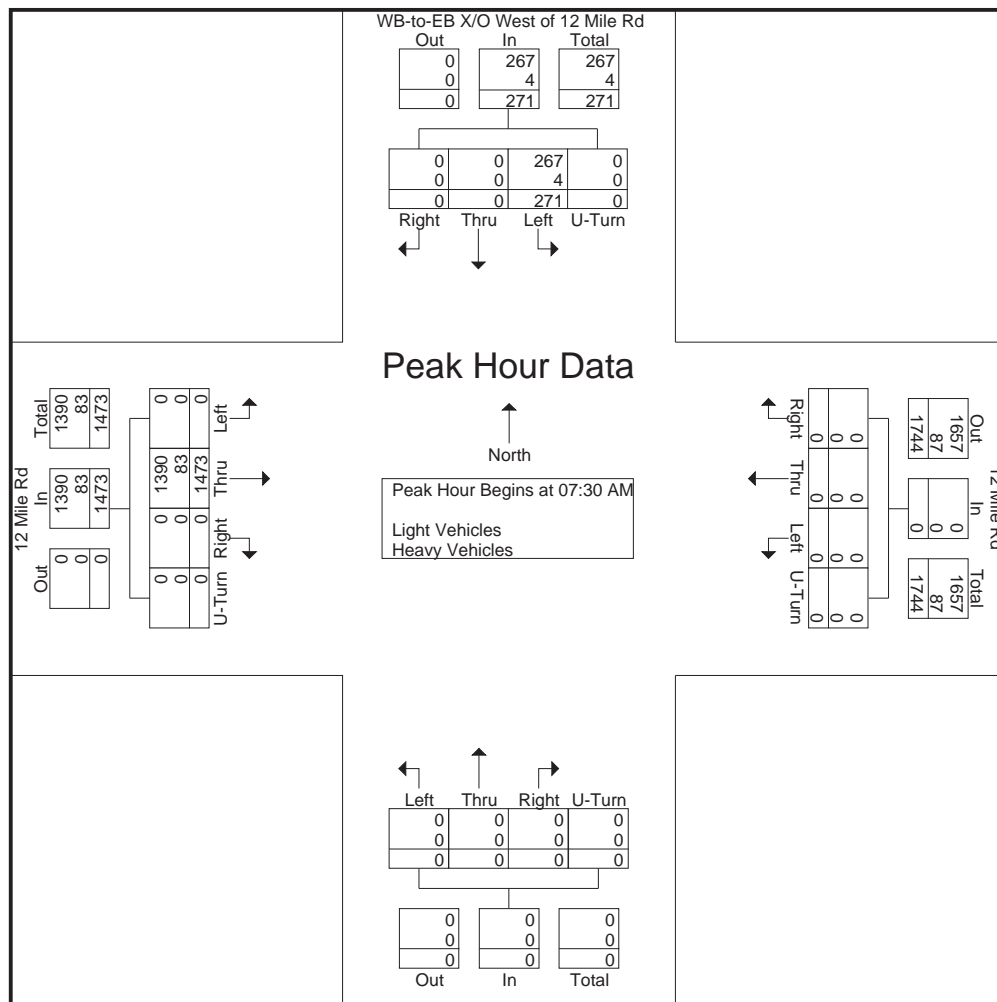 WB-to-EB X/O West of 12 Mile Rd
Out In Total
0 267 267
0 4 4
0 271 271
0 0 267 0
0 0 4 0
0 0 271 0
Right Thru Left U-Turn
Peak Hour Data
North
Peak Hour Begins at 07:30 AM
Light Vehicles
Heavy Vehicles
12 Mile Rd
Out In Total
0 1390 1390
0 83 83
0 1473 1473
U-Turn Right Thru Left
0 0 1390 0
0 0 83 0
0 0 1473 0
12 Mile Rd
Out In Total
1657 0 1657
87 0 87
1744 0 1744
Right Thru Left U-Turn
0 0 0 0
0 0 0 0
0 0 0 0
Left Thru Right U-Turn
0 0 0 0
0 0 0 0
0 0 0 0
0 0 0
0 0 0
0 0 0
Out In Total